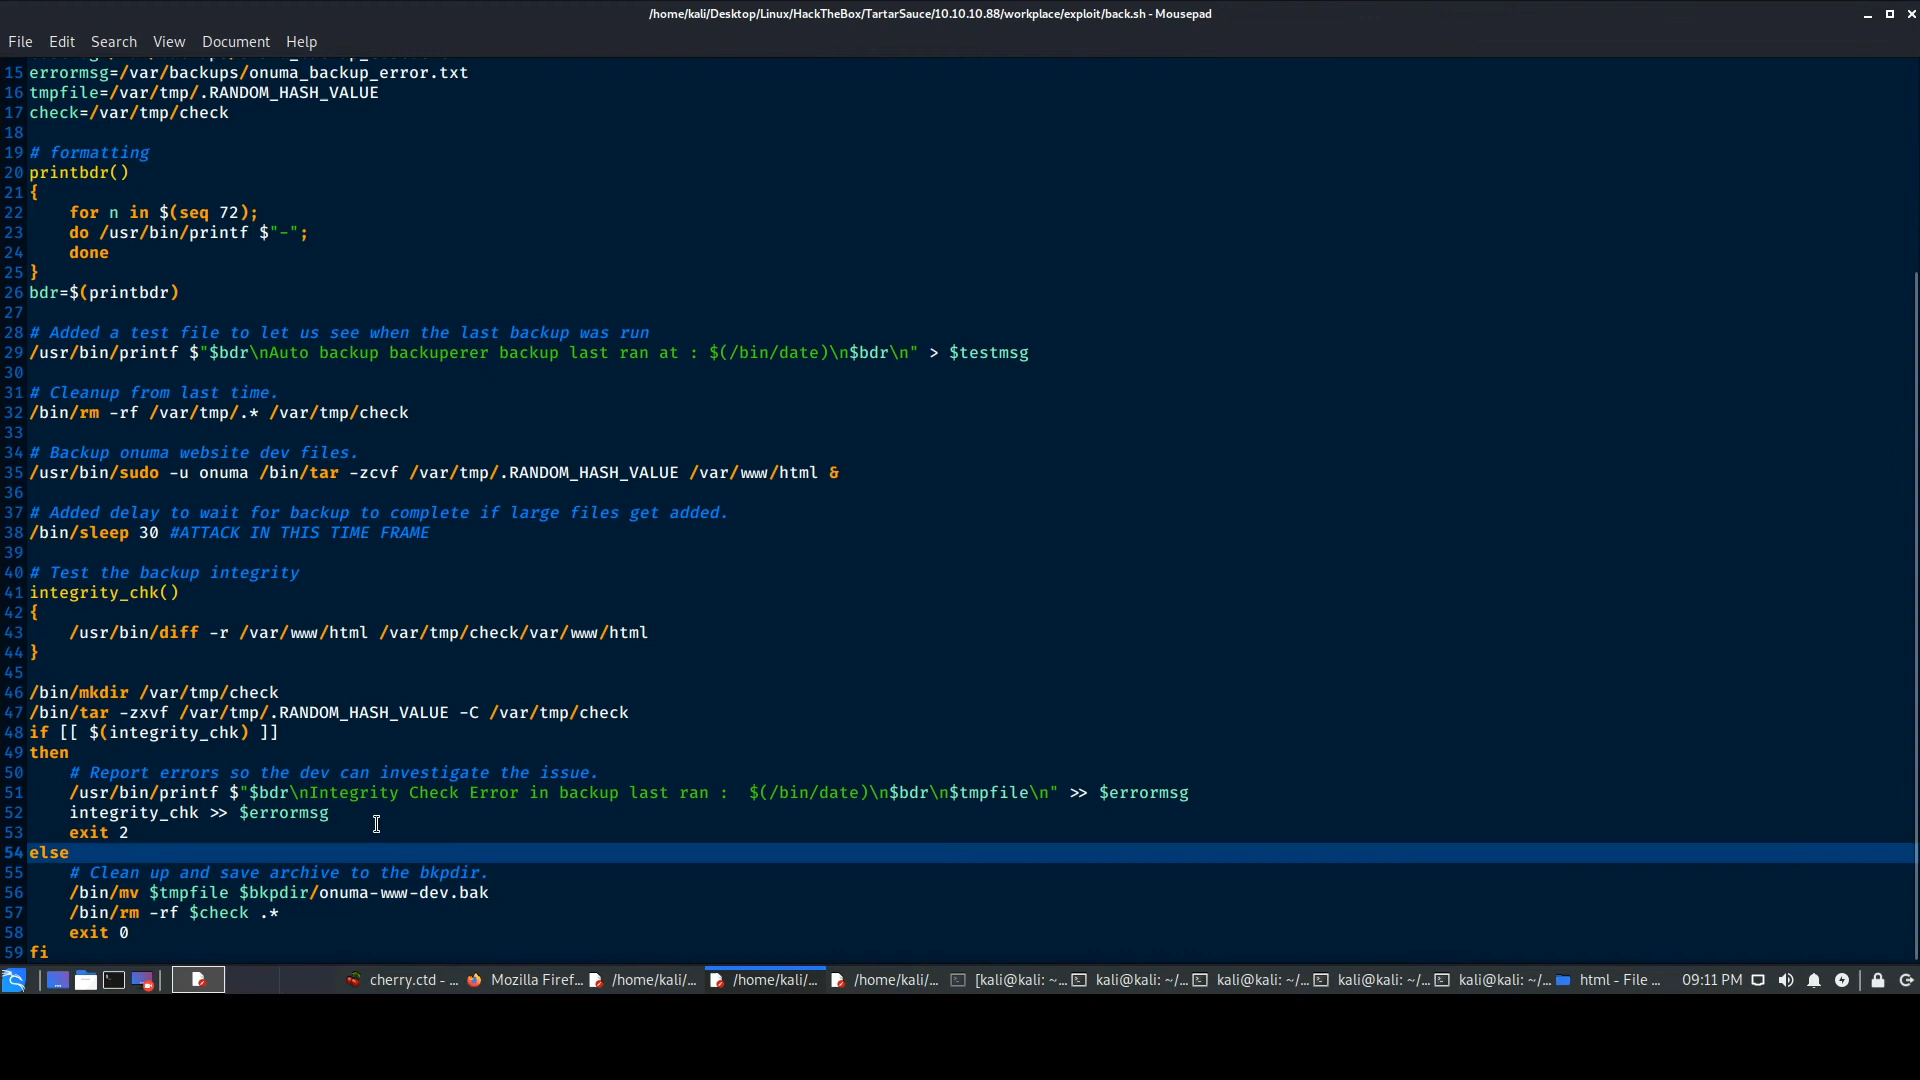 /home/kali/Desktop/Linux/HackTheBox/TartarSauce/10.10.10.88/workplace/exploit/back.sh - Mousepad
File Edit Search View Document Help
15 errormsg=/var/backups/onuma_backup_error.txt
16 tmpfile=/var/tmp/.RANDOM_HASH_VALUE
17 check=/var/tmp/check
18
19 # formatting
20 printbdr()
21 {
22     for n in $(seq 72);
23     do /usr/bin/printf $"-";
24     done
25 }
26 bdr=$(printbdr)
27
28 # Added a test file to let us see when the last backup was run
29 /usr/bin/printf $"$bdr\nAuto backup backuperer backup last ran at : $(/bin/date)\n$bdr\n" > $testmsg
30
31 # Cleanup from last time.
32 /bin/rm -rf /var/tmp/.* /var/tmp/check
33
34 # Backup onuma website dev files.
35 /usr/bin/sudo -u onuma /bin/tar -zcvf /var/tmp/.RANDOM_HASH_VALUE /var/www/html &
36
37 # Added delay to wait for backup to complete if large files get added.
38 /bin/sleep 30 #ATTACK IN THIS TIME FRAME
39
40 # Test the backup integrity
41 integrity_chk()
42 {
43     /usr/bin/diff -r /var/www/html /var/tmp/check/var/www/html
44 }
45
46 /bin/mkdir /var/tmp/check
47 /bin/tar -zxvf /var/tmp/.RANDOM_HASH_VALUE -C /var/tmp/check
48 if [[ $(integrity_chk) ]]
49 then
50     # Report errors so the dev can investigate the issue.
51     /usr/bin/printf $"$bdr\nIntegrity Check Error in backup last ran :  $(/bin/date)\n$bdr\n$tmpfile\n" >> $errormsg
52     integrity_chk >> $errormsg
53     exit 2
54 else
55     # Clean up and save archive to the bkpdir.
56     /bin/mv $tmpfile $bkpdir/onuma-www-dev.bak
57     /bin/rm -rf $check .*
58     exit 0
59 fi
cherry.ctd - ... Mozilla Firef... /home/kali/... /home/kali/... /home/kali/... [kali@kali: ~... kali@kali: ~/... kali@kali: ~/... kali@kali: ~/... kali@kali: ~/... html - File ... 09:11 PM